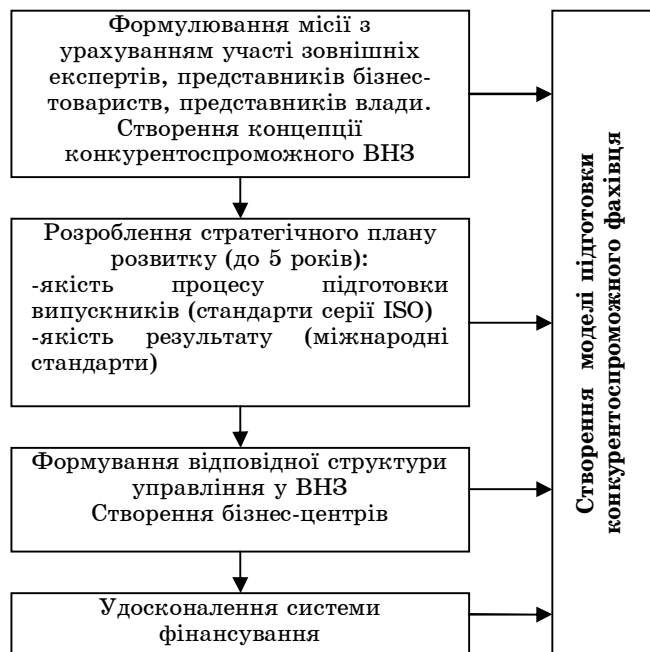 Формулювання місії з
урахуванням участі зовнішніх
експертів, представників бізнес-
товариств, представників влади.
Створення концепції
конкурентоспроможного ВНЗ
Розроблення стратегічного плану
розвитку (до 5 років):
-якість процесу підготовки
випускників (стандарти серії ISO)
-якість результату (міжнародні
стандарти)
Формування відповідної структури
управління у ВНЗ
Створення бізнес-центрів
Удосконалення системи
фінансування
Створення моделі підготовки
конкурентоспроможного фахівця